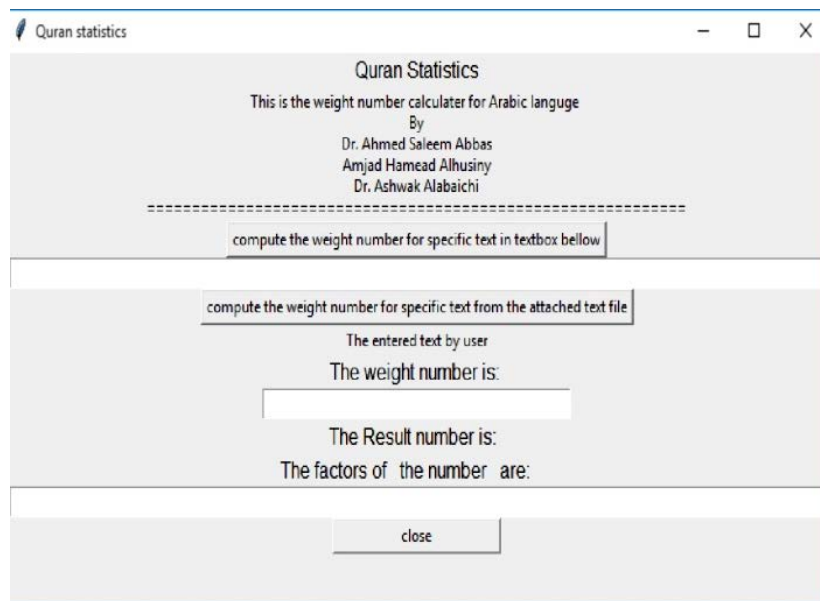 Quran statistics
Quran Statistics
This is the weight number calculater for Arabic languge
By
Dr. Ahmed Saleem Abbas
Amjad Hamead Alhusiny
Dr. Ashwak Alabaichi
============================================================
compute the weight number for specific text in textbox bellow
compute the weight number for specific text from the attached text file
The entered text by user
The weight number is:
The Result number is:
The factors of the number are:
close